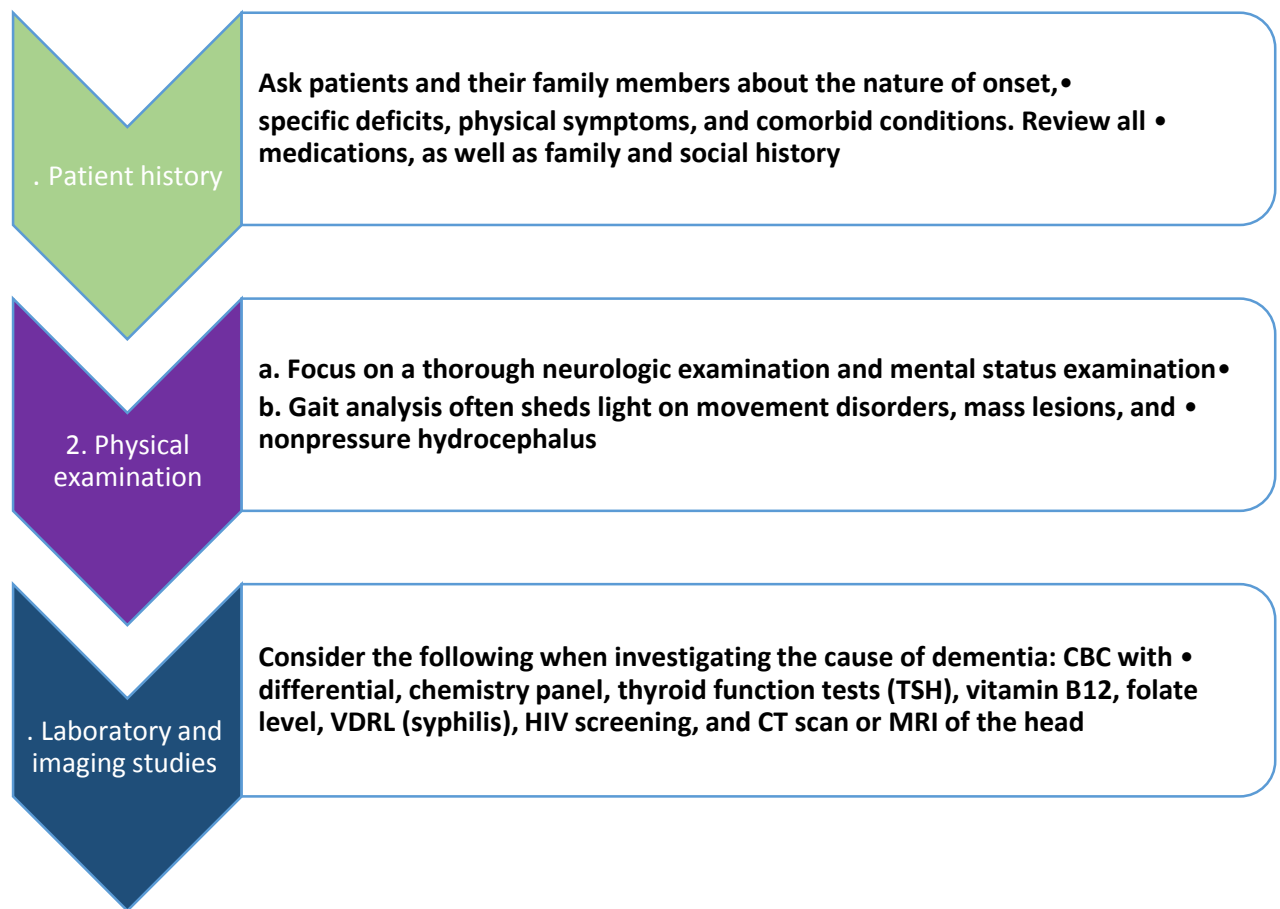 . Patient history
Ask patients and their family members about the nature of onset,•
specific deficits, physical symptoms, and comorbid conditions. Review all •
medications, as well as family and social history
2. Physical
examination
a. Focus on a thorough neurologic examination and mental status examination•
b. Gait analysis often sheds light on movement disorders, mass lesions, and •
nonpressure hydrocephalus
. Laboratory and
imaging studies
Consider the following when investigating the cause of dementia: CBC with •
differential, chemistry panel, thyroid function tests (TSH), vitamin B12, folate
level, VDRL (syphilis), HIV screening, and CT scan or MRI of the head